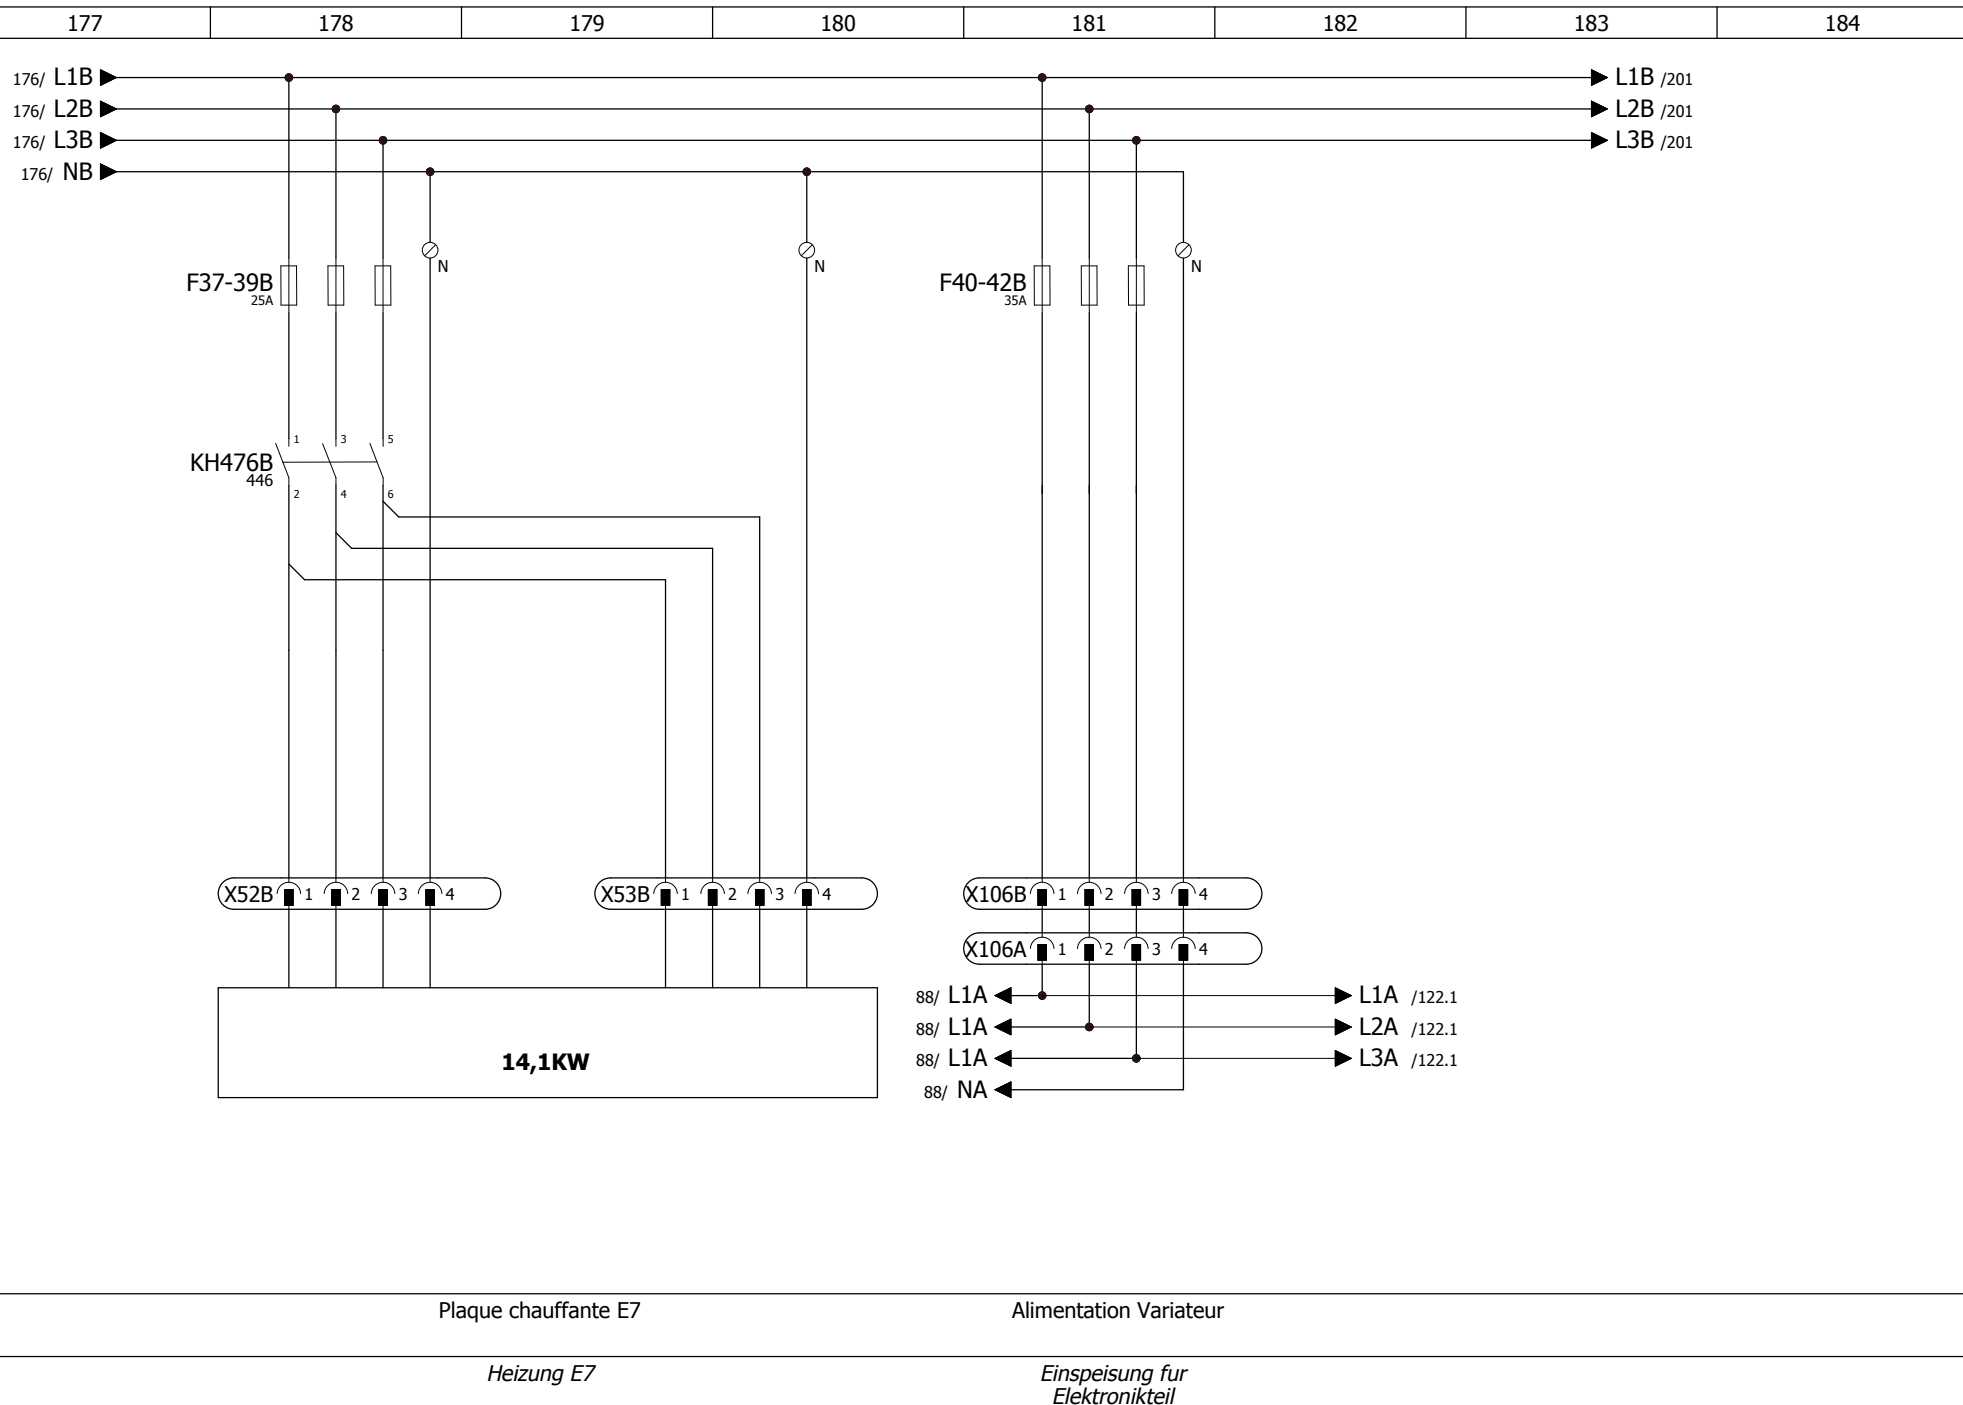 177 178 179 180 181 182 183 184
176/ L1B L1B /201
176/ L2B L2B /201
176/ L3B L3B /201
176/ NB
N N N
F37-39B F40-42B
25A 35A
1 3 5
KH476B
446
2 4 6
X52B 1 2 3 4 X53B 1 2 3 4 X106B 1 2 3 4
X106A 1 2 3 4
88/ L1A L1A /122.1
88/ L1A L2A /122.1
88/ L1A L3A /122.1
14,1KW
88/ NA
Plaque chauffante E7 Alimentation Variateur
Heizung E7 Einspeisung fur
Elektronikteil